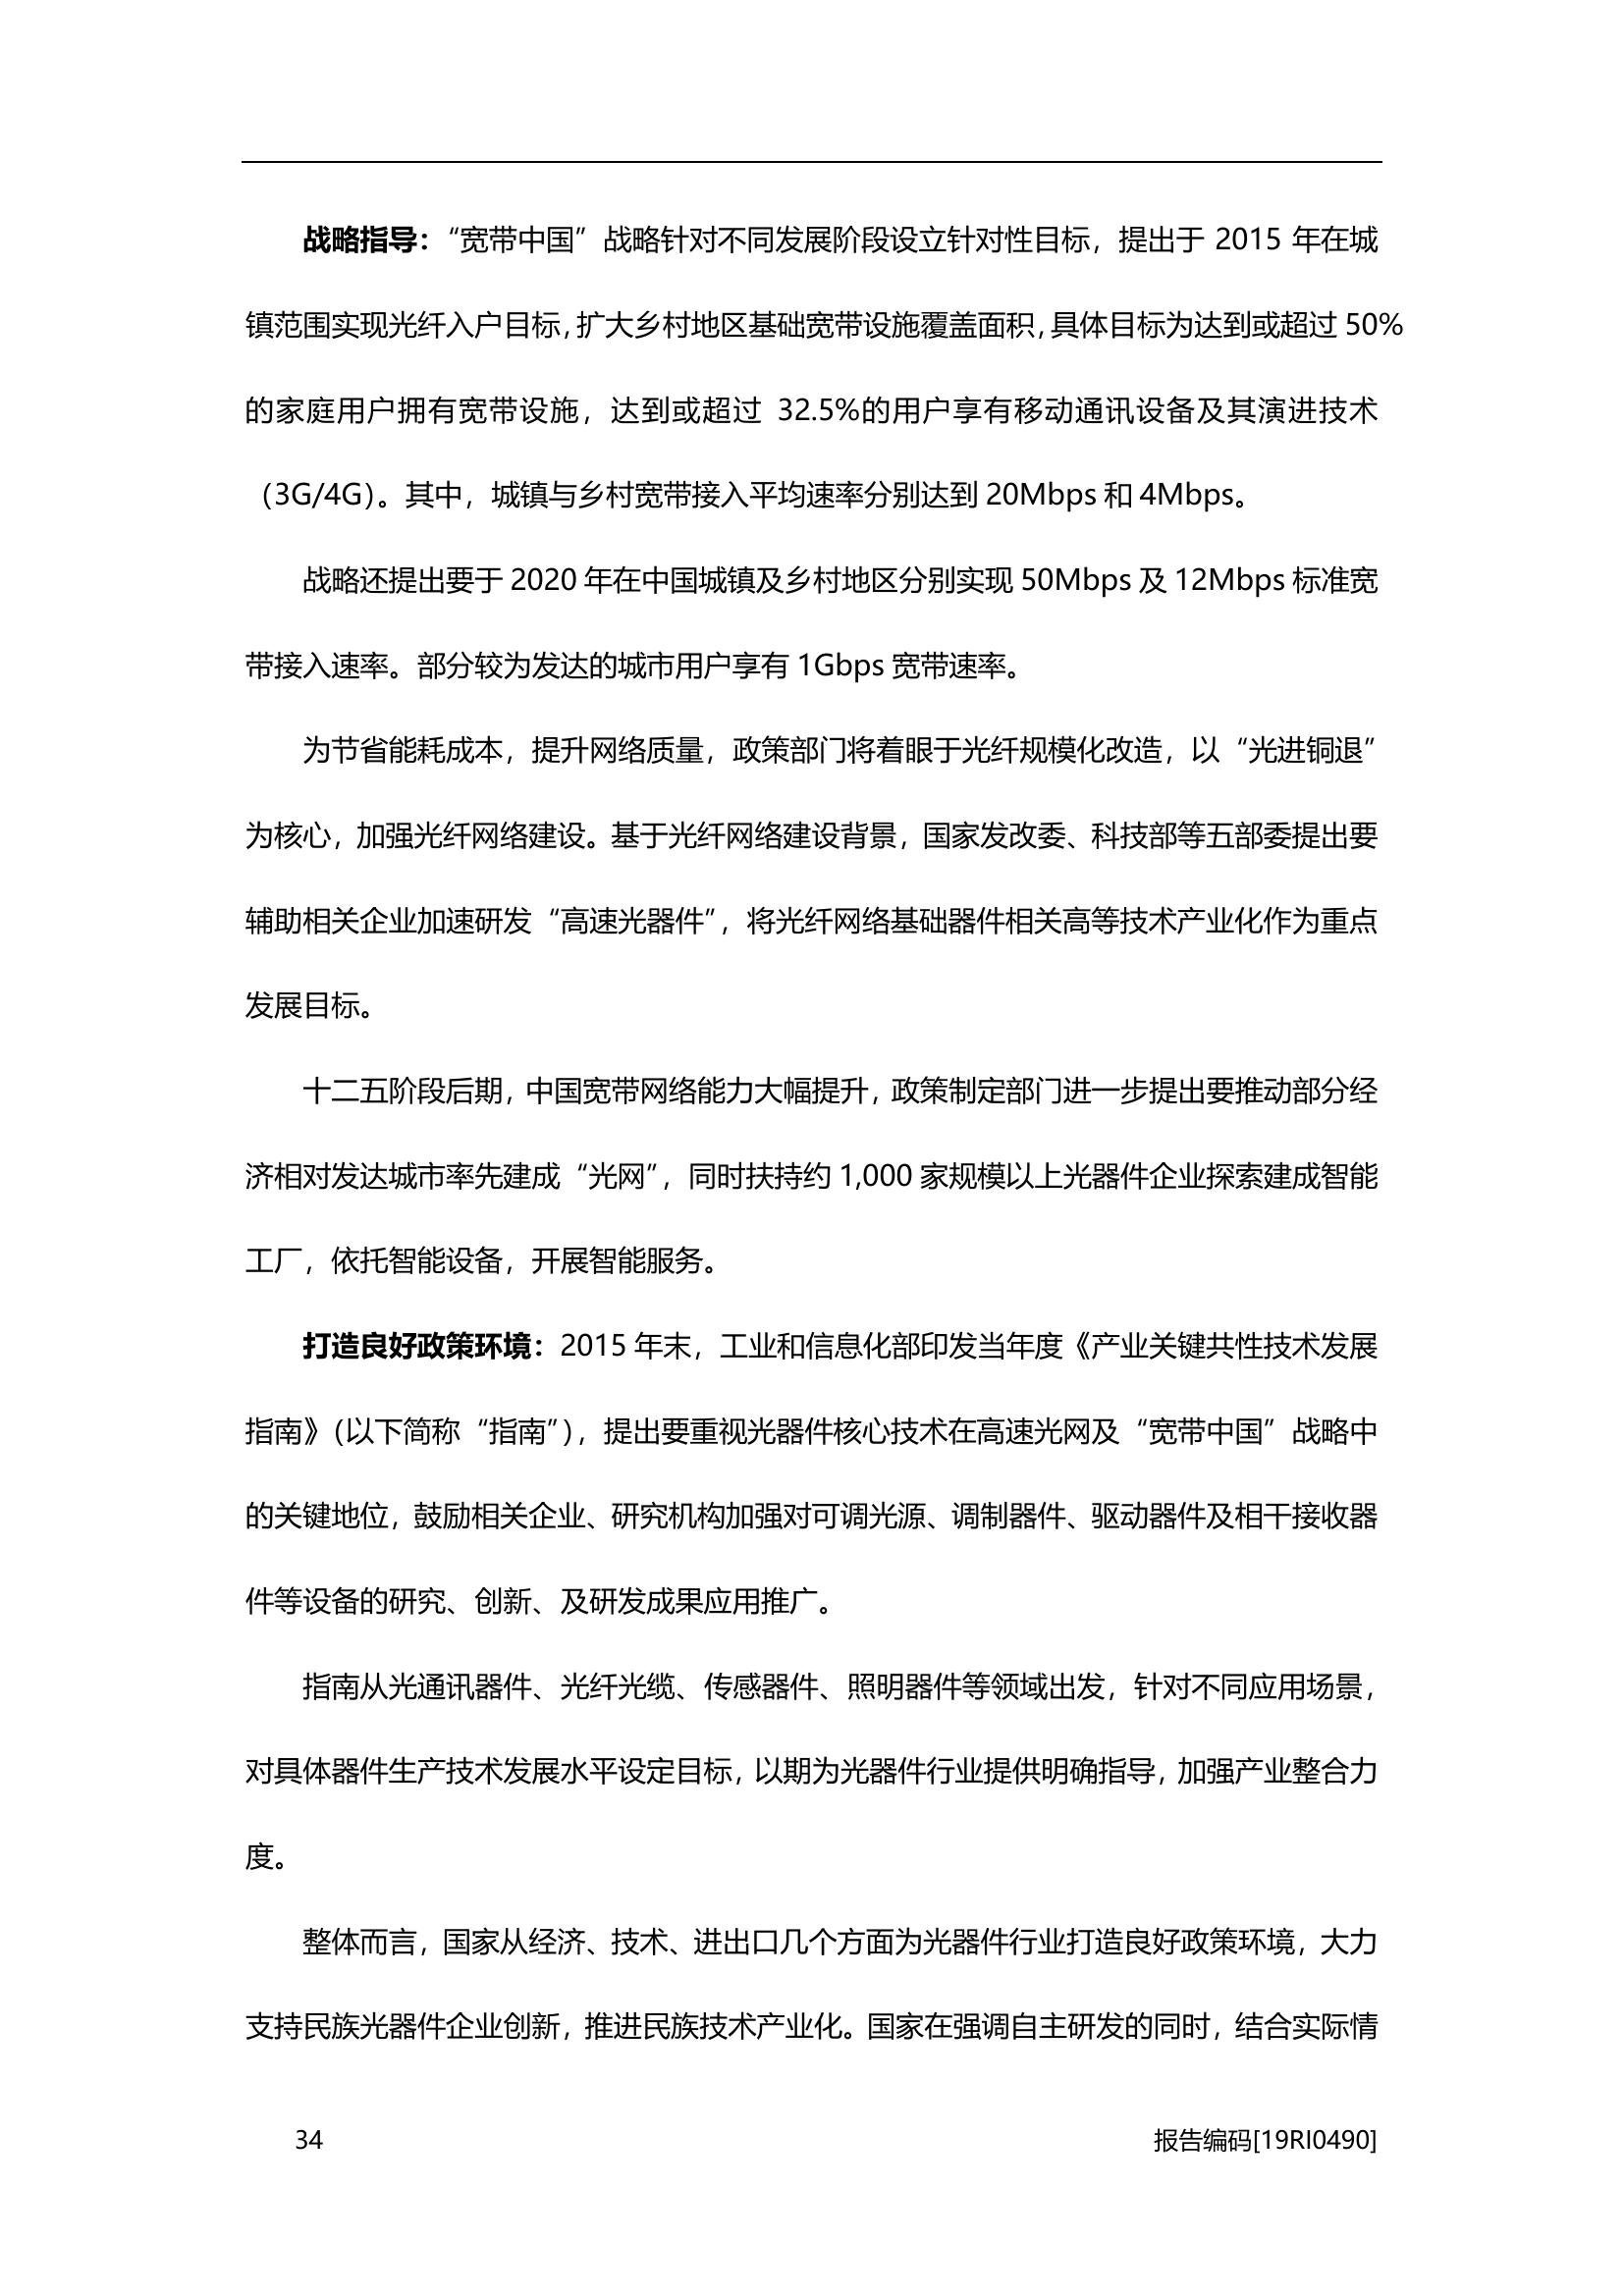 战略指导：“宽带中国”战略针对不同发展阶段设立针对性目标，提出于 2015 年在城
镇范围实现光纤入户目标，扩大乡村地区基础宽带设施覆盖面积，具体目标为达到或超过 50%
的家庭用户拥有宽带设施，达到或超过 32.5%的用户享有移动通讯设备及其演进技术
（3G/4G）。其中，城镇与乡村宽带接入平均速率分别达到 20Mbps 和 4Mbps。
战略还提出要于 2020 年在中国城镇及乡村地区分别实现 50Mbps 及 12Mbps 标准宽
带接入速率。部分较为发达的城市用户享有 1Gbps 宽带速率。
为节省能耗成本，提升网络质量，政策部门将着眼于光纤规模化改造，以“光进铜退”
为核心，加强光纤网络建设。基于光纤网络建设背景，国家发改委、科技部等五部委提出要
辅助相关企业加速研发“高速光器件”，将光纤网络基础器件相关高等技术产业化作为重点
发展目标。
十二五阶段后期，中国宽带网络能力大幅提升，政策制定部门进一步提出要推动部分经
济相对发达城市率先建成“光网”，同时扶持约 1,000 家规模以上光器件企业探索建成智能
工厂，依托智能设备，开展智能服务。
打造良好政策环境：2015 年末，工业和信息化部印发当年度《产业关键共性技术发展
指南》（以下简称“指南”），提出要重视光器件核心技术在高速光网及“宽带中国”战略中
的关键地位，鼓励相关企业、研究机构加强对可调光源、调制器件、驱动器件及相干接收器
件等设备的研究、创新、及研发成果应用推广。
指南从光通讯器件、光纤光缆、传感器件、照明器件等领域出发，针对不同应用场景，
对具体器件生产技术发展水平设定目标，以期为光器件行业提供明确指导，加强产业整合力
度。
整体而言，国家从经济、技术、进出口几个方面为光器件行业打造良好政策环境，大力
支持民族光器件企业创新，推进民族技术产业化。国家在强调自主研发的同时，结合实际情
34 报告编码[19RI0490]